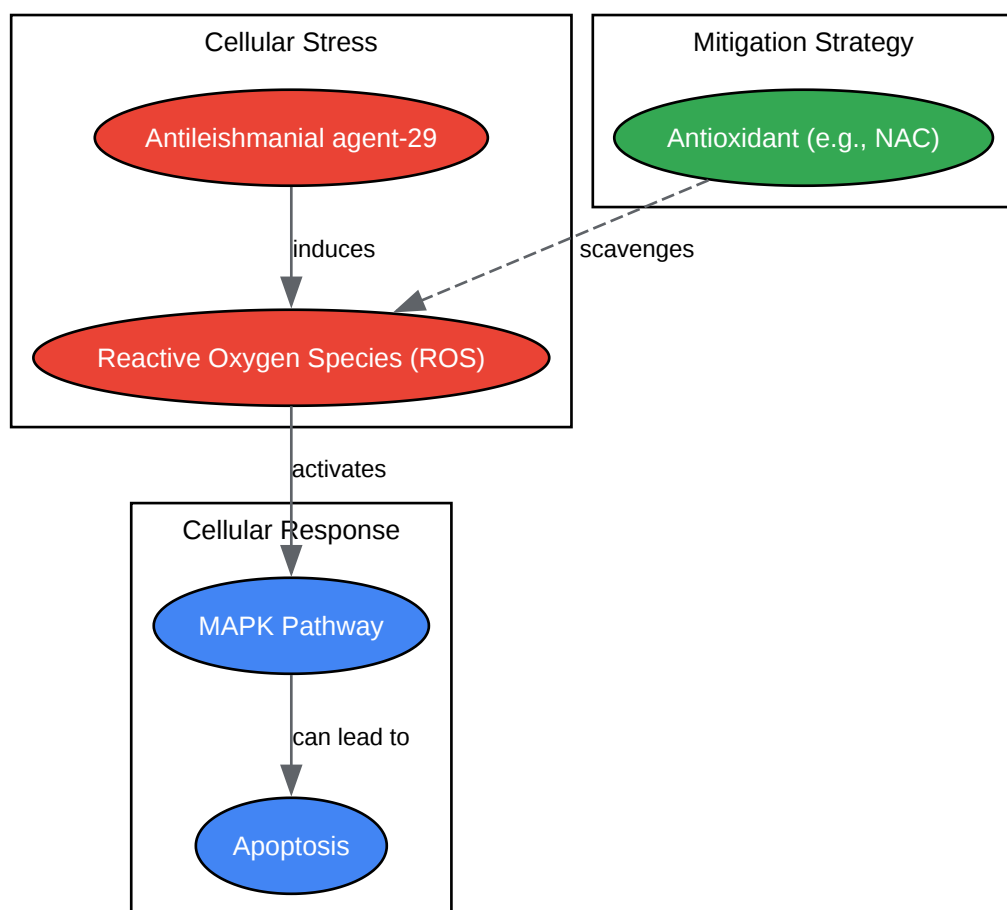 Cellular Stress
Mitigation Strategy
Antileishmanial agent-29
Antioxidant (e.g., NAC)
induces
scavenges
Reactive Oxygen Species (ROS)
activates
Cellular Response
MAPK Pathway
can lead to
Apoptosis